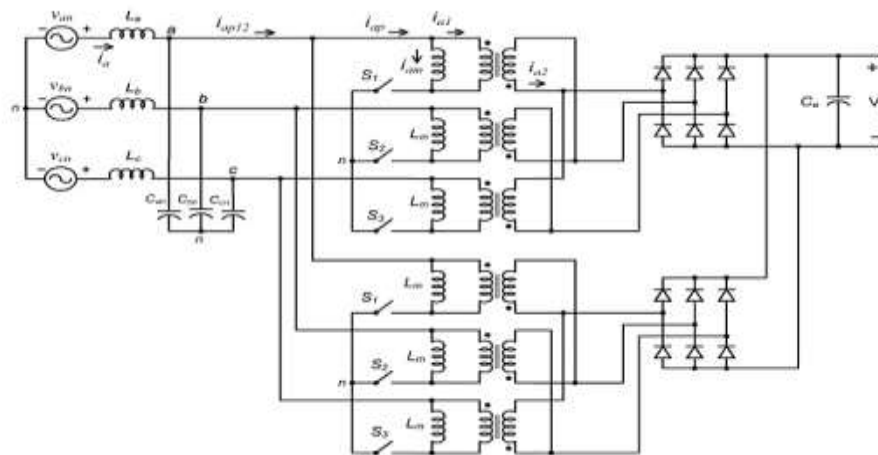 v_an
L_a
a
i_a
i_ap12
i_ap
i_a1
i_am
i_a2
S_1
n
v_bn
L_b
b
L_m
S_2
n
v_cn
L_c
c
L_m
S_3
C_an
C_bn
C_cn
n
C_o
+
V
−
L_m
S_1
L_m
S_2
n
L_m
S_3